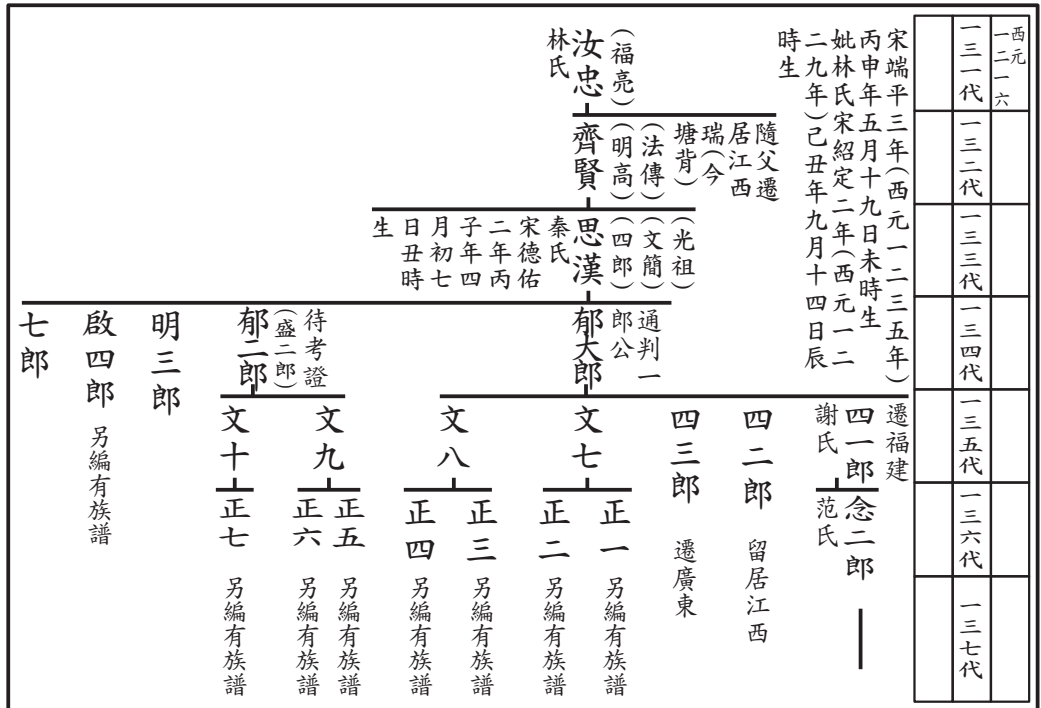 西元
一二一六
一三一代
一三二代
一三三代
一三四代
一三五代
一三六代
一三七代
宋端平三年(西元一二三五年)
丙申年五月十九日未時生
妣林氏宋紹定二年(西元一二
二九年)己丑年九月十四日辰
時生
(福亮)
汝忠
林氏
隨父遷
居江西
瑞(今
塘背)
(法傳)
(明高)
齊賢
(光祖)
(文簡)
(四郎)
思漢
秦氏
宋德佑
二年丙
子年四
月初七
日丑時
生
通判一
郎公
郁大郎
待考證
(盛二郎)
郁二郎
明三郎
啟四郎
另編有族譜
七郎
遷福建
四一郎
謝氏
四二郎
留居江西
四三郎
遷廣東
文七
文八
文九
文十
念二郎
范氏
正一
另編有族譜
正二
另編有族譜
正三
另編有族譜
正四
另編有族譜
正五
另編有族譜
正六
另編有族譜
正七
另編有族譜